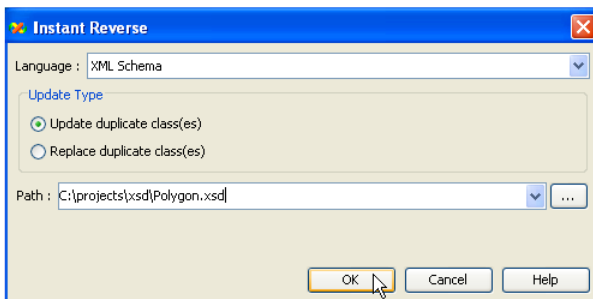 Instant Reverse
Language : XML Schema
Update Type
Update duplicate class(es)
Replace duplicate class(es)
Path : C:\projects\xsd\Polygon.xsd ...
OK Cancel Help